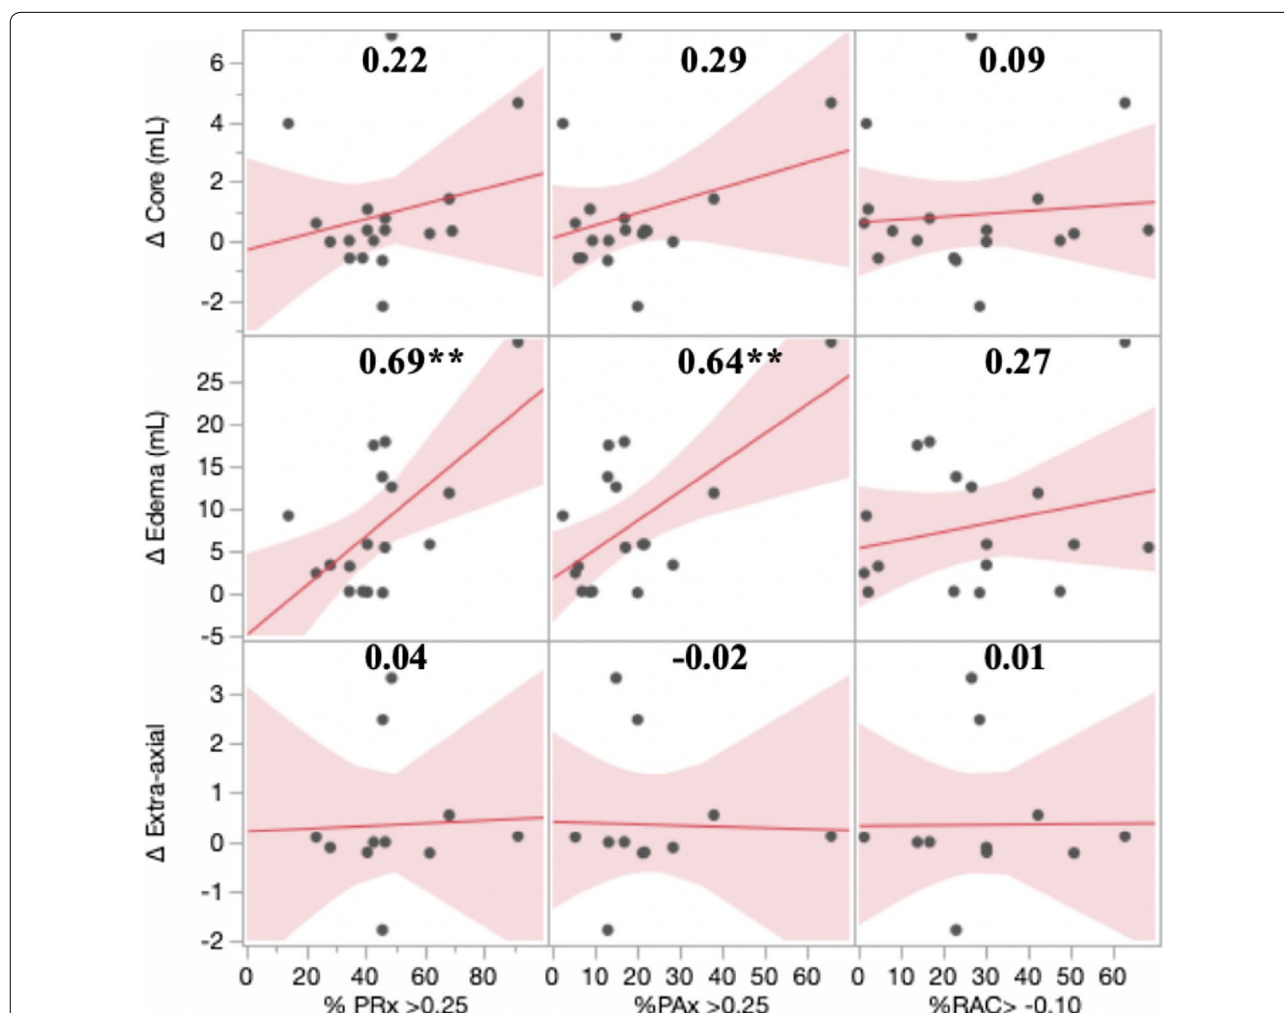 0.22 0.29 0.09
Δ Core (mL)
6
4
2
0
-2
0.69** 0.64** 0.27
Δ Edema (mL)
25
20
15
10
5
0
-5
0.04 -0.02 0.01
Δ Extra-axial
3
2
1
0
-1
-2
0 20 40 60 80 0 10 20 30 40 50 60 0 10 20 30 40 50 60
% PRx >0.25 %PAx >0.25 %RAC> -0.10